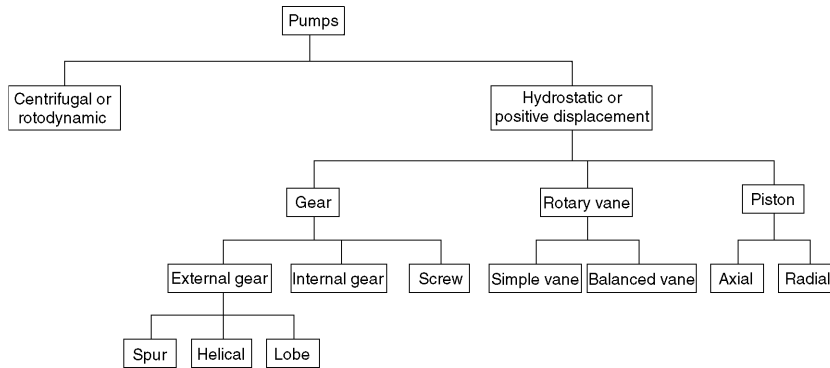 Pumps
Centrifugal or
rotodynamic
Hydrostatic or
positive displacement
Gear
Rotary vane
Piston
External gear
Internal gear
Screw
Simple vane
Balanced vane
Axial
Radial
Spur
Helical
Lobe